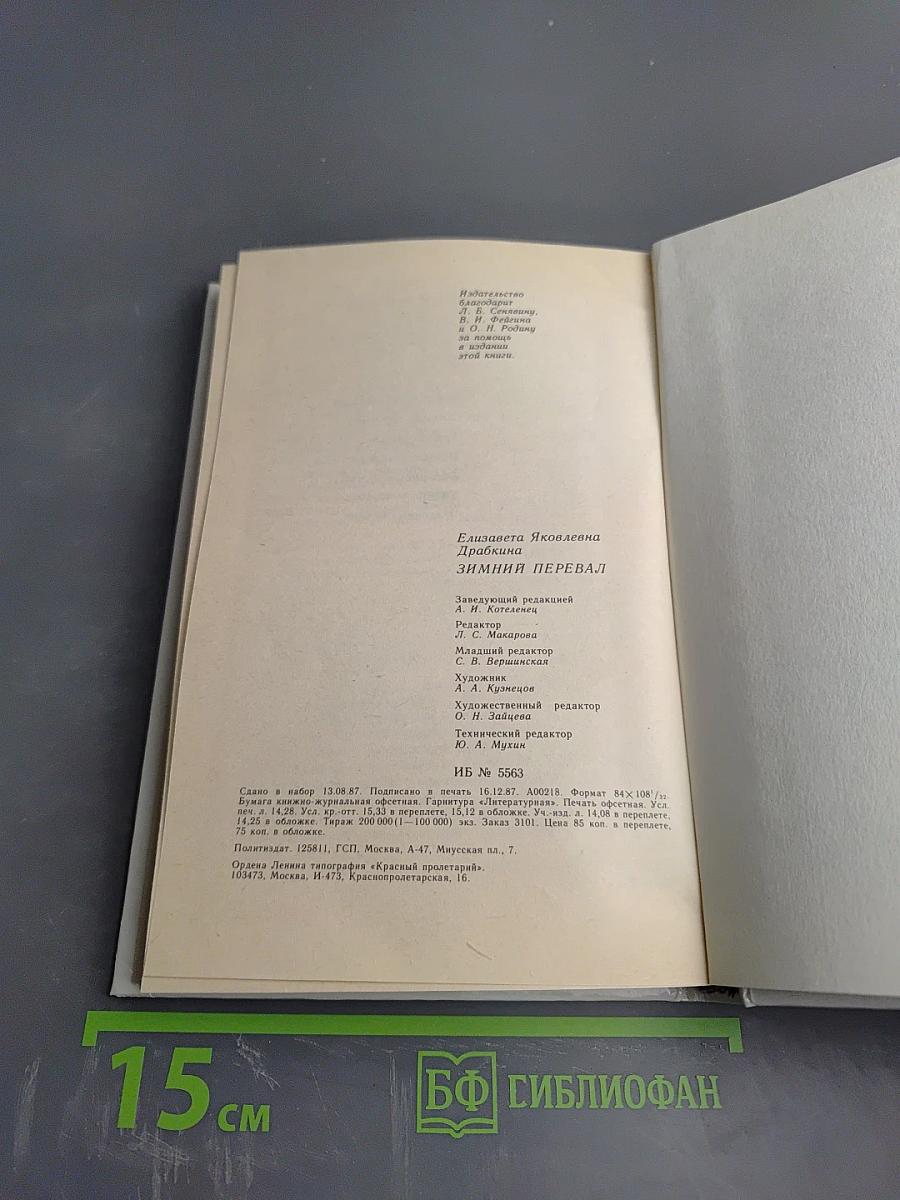 Издательство
благодарит
Л. Б. Сенявину,
В. И. Фейгина
и О. Н. Родину
за помощь
в издании
этой книги.
Елизавета Яковлевна
Драбкина
ЗИМНИЙ ПЕРЕВАЛ
Заведующий редакцией
А. И. Котеленец
Редактор
Л. С. Макарова
Младший редактор
С. В. Вершинская
Художник
А. А. Кузнецов
Художественный редактор
О. Н. Зайцева
Технический редактор
Ю. А. Мухин
ИБ № 5563
Сдано в набор 13.08.87. Подписано в печать 16.12.87. А00218. Формат 84×108¹/₃₂.
Бумага книжно-журнальная офсетная. Гарнитура «Литературная». Печать офсетная. Усл.
печ. л. 14,28. Усл. кр.-отт. 15,33 в переплете, 15,12 в обложке. Уч.-изд. л. 14,08 в переплете,
14,25 в обложке. Тираж 200 000 (1—100 000) экз. Заказ 3101. Цена 85 коп. в переплете,
75 коп. в обложке.
Политиздат. 125811, ГСП, Москва, А-47, Миусская пл., 7.
Ордена Ленина типография «Красный пролетарий».
103473, Москва, И-473, Краснопролетарская, 16.
15 см
БФ СИБЛИОФАН